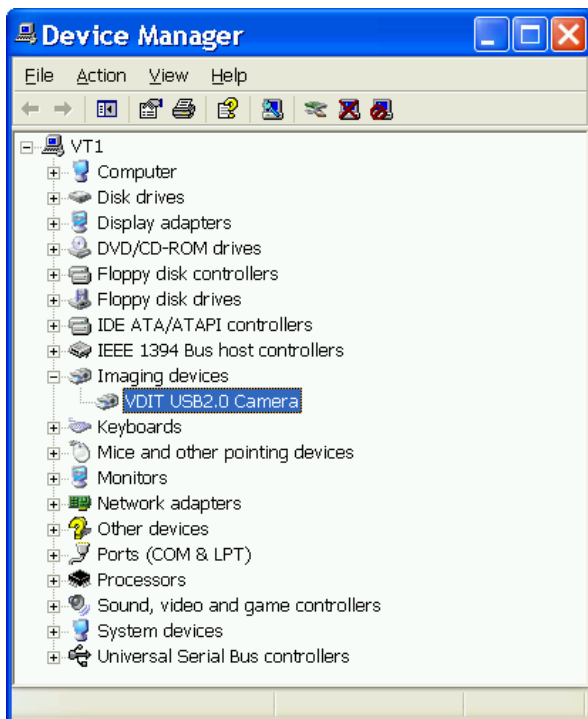 Device Manager
File Action View Help
VT1
Computer
Disk drives
Display adapters
DVD/CD-ROM drives
Floppy disk controllers
Floppy disk drives
IDE ATA/ATAPI controllers
IEEE 1394 Bus host controllers
Imaging devices
VDIT USB2.0 Camera
Keyboards
Mice and other pointing devices
Monitors
Network adapters
Other devices
Ports (COM & LPT)
Processors
Sound, video and game controllers
System devices
Universal Serial Bus controllers